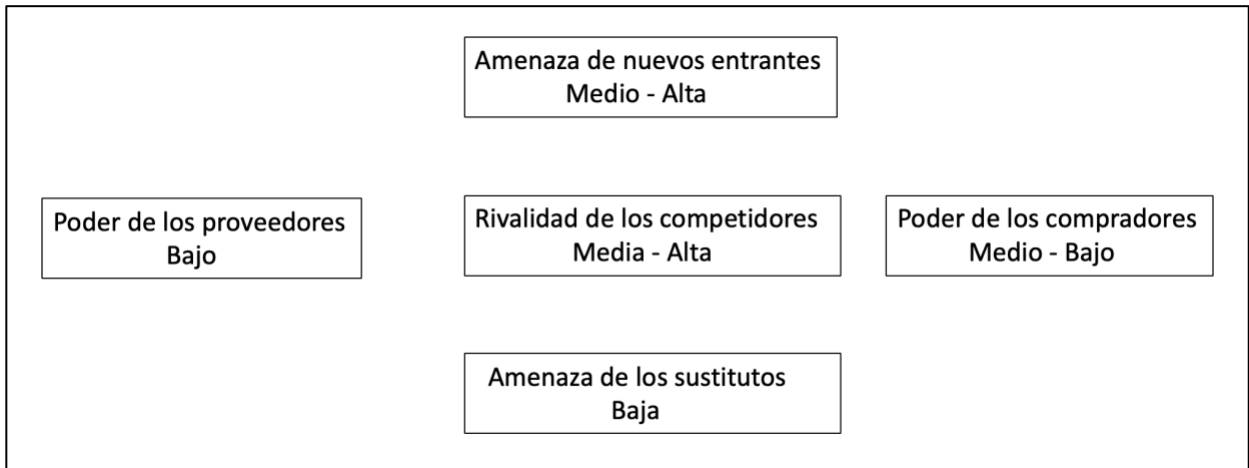 Amenaza de nuevos entrantes
Medio - Alta
Poder de los proveedores
Bajo
Rivalidad de los competidores
Media - Alta
Poder de los compradores
Medio - Bajo
Amenaza de los sustitutos
Baja